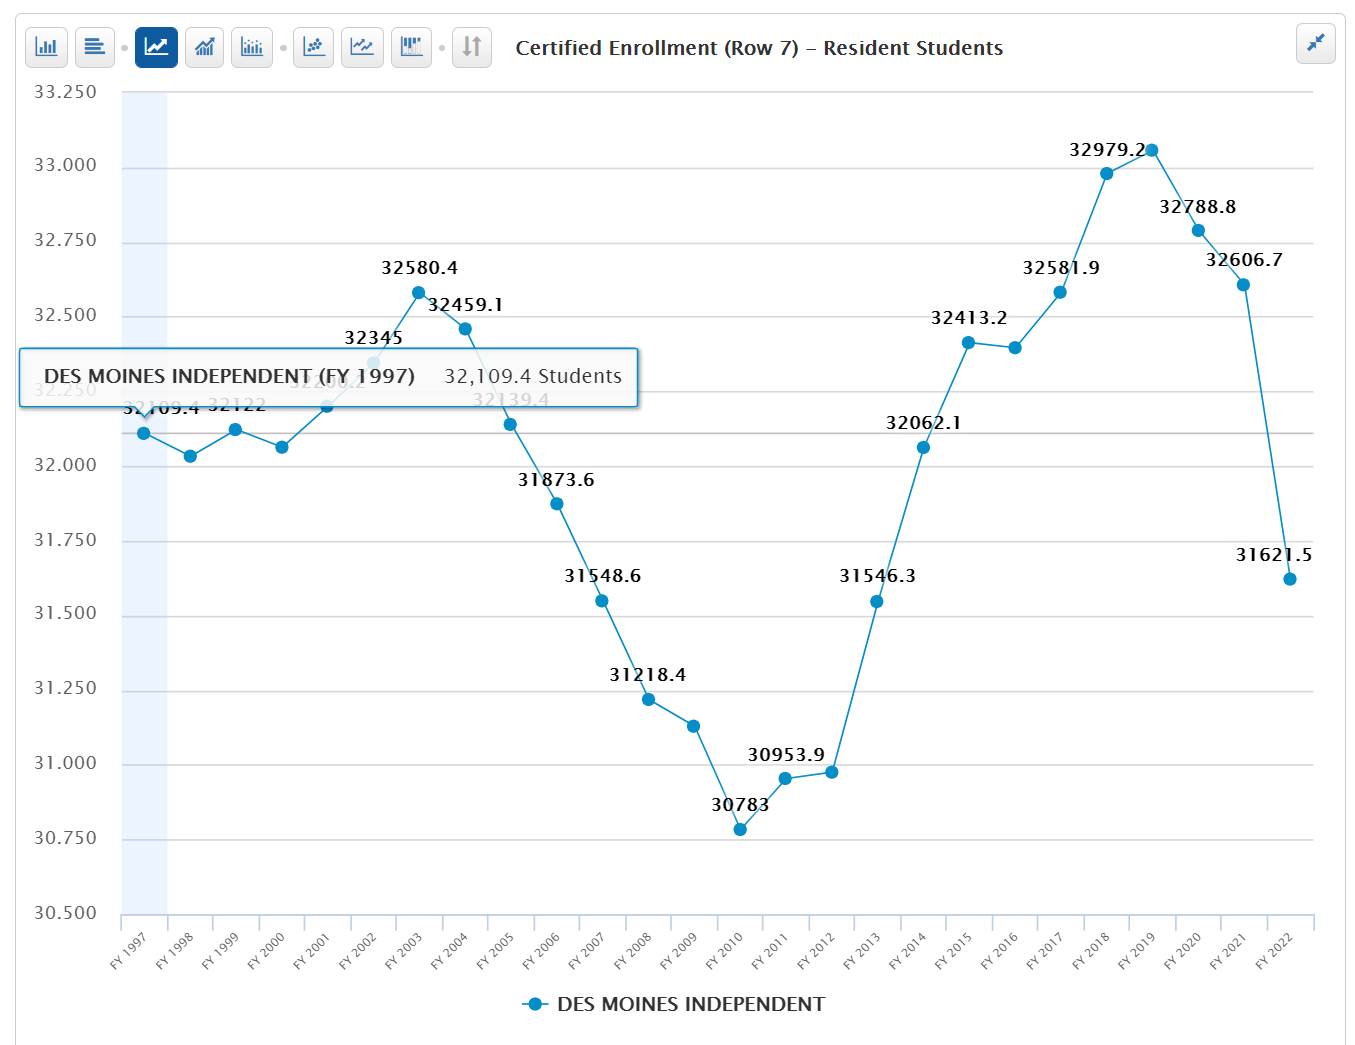 Certified Enrollment (Row 7) – Resident Students
33.250
33.000
32.750
32.500
32.250
32.000
31.750
31.500
31.250
31.000
30.750
30.500
32979.2
32788.8
32606.7
32580.4
32581.9
32459.1
32413.2
32345
DES MOINES INDEPENDENT (FY 1997) 32,109.4 Students
32200.2
32139.4
32109.4
32122
32062.1
31873.6
31548.6
31546.3
31621.5
31218.4
30953.9
30783
FY 1997
FY 1998
FY 1999
FY 2000
FY 2001
FY 2002
FY 2003
FY 2004
FY 2005
FY 2006
FY 2007
FY 2008
FY 2009
FY 2010
FY 2011
FY 2012
FY 2013
FY 2014
FY 2015
FY 2016
FY 2017
FY 2018
FY 2019
FY 2020
FY 2021
FY 2022
DES MOINES INDEPENDENT